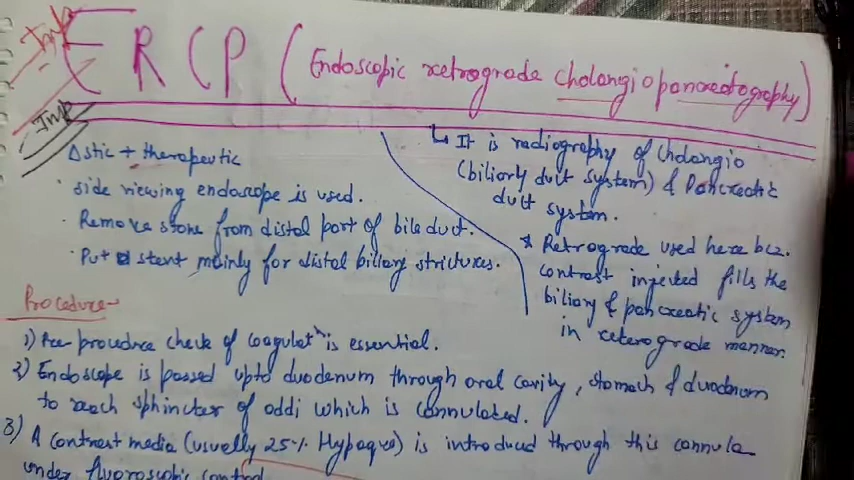 Imp
ERCP (Endoscopic retrograde cholangiopancreatography)
Imp
Δstic + therapeutic
· side viewing endoscope is used.
· Remove stone from distal part of bile duct.
· Put stent mainly for distal biliary strictures.
↳ It is radiography of Cholangio
(biliary duct system) & Pancreatic
duct system.
* Retrograde used here bcz.
contrast injected fills the
biliary & pancreatic system
in reterograde manner.
Procedure
1) Pre-procedure check of coagulatn is essential.
2) Endoscope is passed upto duodenum through oral cavity, stomach & duodenum
to reach sphincter of oddi which is cannulated.
3) A contrast media (usually 25% Hypaque) is introduced through this cannula
under fluoroscopic control